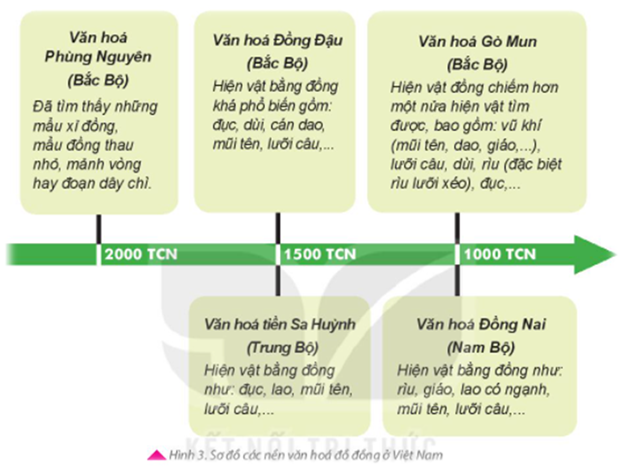 Văn hoá
Phùng Nguyên
(Bắc Bộ)
Đã tìm thấy những
mẩu xỉ đồng,
mẩu đồng thau
nhỏ, mảnh vòng
hay đoạn dây chỉ.
Văn hoá Đồng Đậu
(Bắc Bộ)
Hiện vật bằng đồng
khá phổ biến gồm:
đục, dùi, cán dao,
mũi tên, lưỡi câu,...
Văn hoá Gò Mun
(Bắc Bộ)
Hiện vật đồng chiếm hơn
một nửa hiện vật tìm
được, bao gồm: vũ khí
(mũi tên, dao, giáo,...),
lưỡi câu, dùi, rìu (đặc biệt
rìu lưỡi xéo), đục,...
2000 TCN
1500 TCN
1000 TCN
Văn hoá tiền Sa Huỳnh
(Trung Bộ)
Hiện vật bằng đồng
như: đục, lao, mũi tên,
lưỡi câu,...
Văn hoá Đồng Nai
(Nam Bộ)
Hiện vật bằng đồng như:
rìu, giáo, lao có ngạnh,
mũi tên, lưỡi câu,...
KẾT NỐI TRI THỨC
Hình 3. Sơ đồ các nền văn hoá đồ đồng ở Việt Nam